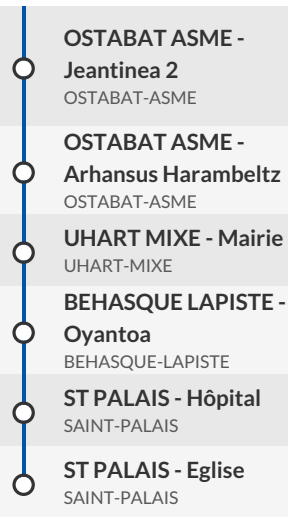 OSTABAT ASME -
Jeantinea 2
OSTABAT-ASME
OSTABAT ASME -
Arhansus Harambeltz
OSTABAT-ASME
UHART MIXE - Mairie
UHART-MIXE
BEHASQUE LAPISTE -
Oyantoa
BEHASQUE-LAPISTE
ST PALAIS - Hôpital
SAINT-PALAIS
ST PALAIS - Eglise
SAINT-PALAIS